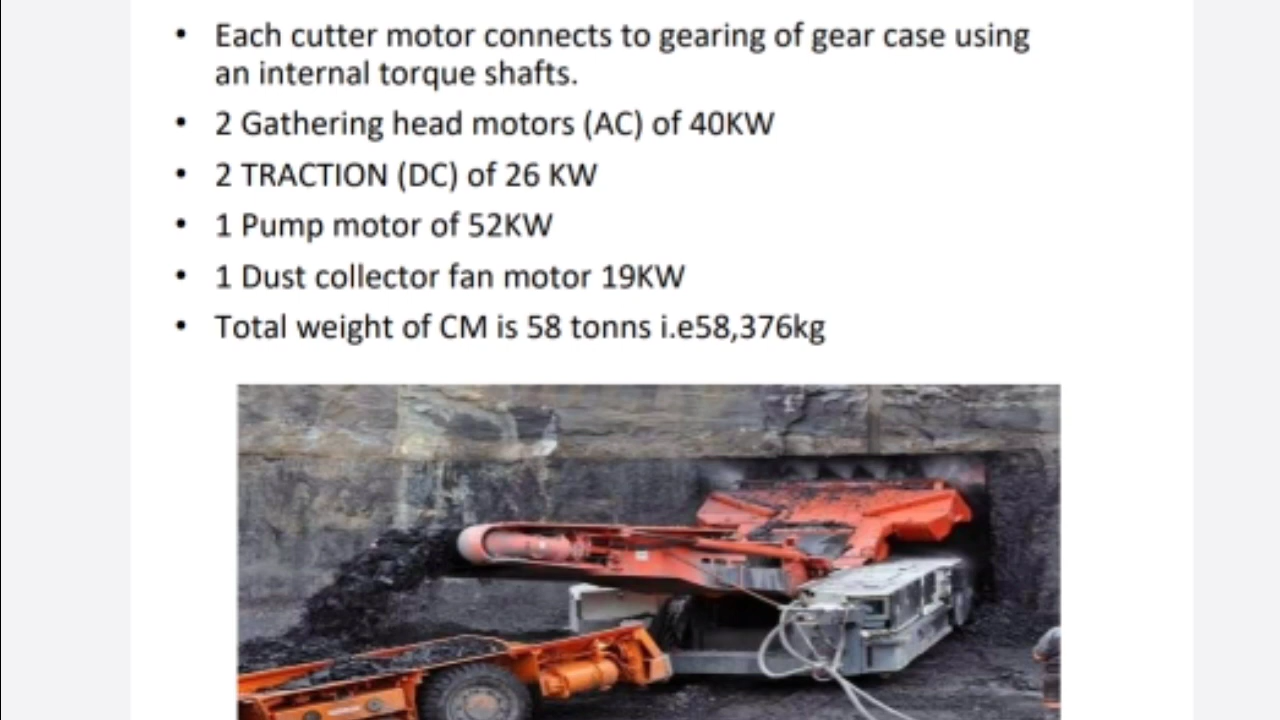 • Each cutter motor connects to gearing of gear case using
an internal torque shafts.
• 2 Gathering head motors (AC) of 40KW
• 2 TRACTION (DC) of 26 KW
• 1 Pump motor of 52KW
• 1 Dust collector fan motor 19KW
• Total weight of CM is 58 tonns i.e58,376kg